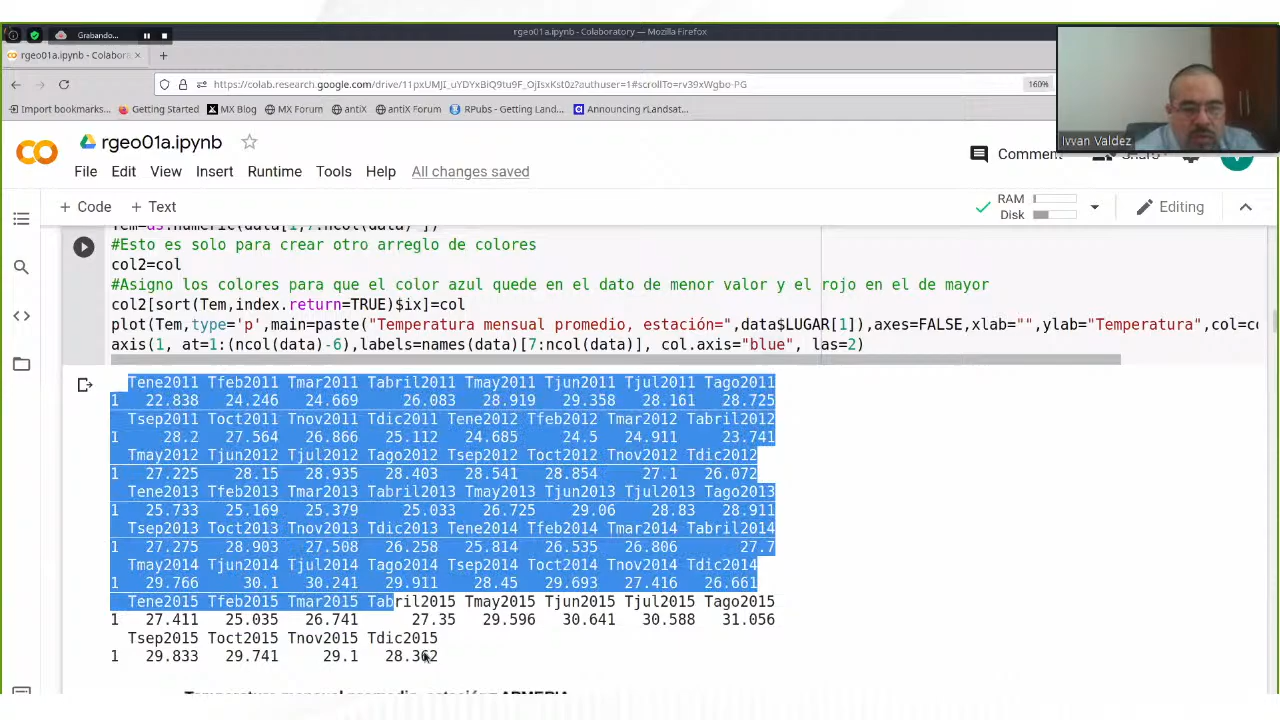 Grabando...
rgeo01a.ipynb - Colaboratory — Mozilla Firefox
rgeo01a.ipynb - Colabora
https://colab.research.google.com/drive/11pxUMJI_uYDYxBiQ9tu9F_OjIsxKst0z?authuser=1#scrollTo=rv39xWgbo-PG
160%
Import bookmarks... Getting Started MX Blog MX Forum antiX antiX Forum RPubs - Getting Land... Announcing rLandsat...
Ivvan Valdez
rgeo01a.ipynb
Comment
File Edit View Insert Runtime Tools Help All changes saved
+ Code + Text
RAM
Disk
Editing
Tem=as.numeric(data[1,7:ncol(data) ])
#Esto es solo para crear otro arreglo de colores
col2=col
#Asigno los colores para que el color azul quede en el dato de menor valor y el rojo en el de mayor
col2[sort(Tem,index.return=TRUE)$ix]=col
plot(Tem,type='p',main=paste("Temperatura mensual promedio, estación=",data$LUGAR[1]),axes=FALSE,xlab="",ylab="Temperatura",col=co
axis(1, at=1:(ncol(data)-6),labels=names(data)[7:ncol(data)], col.axis="blue", las=2)
Tene2011 Tfeb2011 Tmar2011 Tabril2011 Tmay2011 Tjun2011 Tjul2011 Tago2011
1 22.838 24.246 24.669 26.083 28.919 29.358 28.161 28.725
Tsep2011 Toct2011 Tnov2011 Tdic2011 Tene2012 Tfeb2012 Tmar2012 Tabril2012
1 28.2 27.564 26.866 25.112 24.685 24.5 24.911 23.741
Tmay2012 Tjun2012 Tjul2012 Tago2012 Tsep2012 Toct2012 Tnov2012 Tdic2012
1 27.225 28.15 28.935 28.403 28.541 28.854 27.1 26.072
Tene2013 Tfeb2013 Tmar2013 Tabril2013 Tmay2013 Tjun2013 Tjul2013 Tago2013
1 25.733 25.169 25.379 25.033 26.725 29.06 28.83 28.911
Tsep2013 Toct2013 Tnov2013 Tdic2013 Tene2014 Tfeb2014 Tmar2014 Tabril2014
1 27.275 28.903 27.508 26.258 25.814 26.535 26.806 27.7
Tmay2014 Tjun2014 Tjul2014 Tago2014 Tsep2014 Toct2014 Tnov2014 Tdic2014
1 29.766 30.1 30.241 29.911 28.45 29.693 27.416 26.661
Tene2015 Tfeb2015 Tmar2015 Tabril2015 Tmay2015 Tjun2015 Tjul2015 Tago2015
1 27.411 25.035 26.741 27.35 29.596 30.641 30.588 31.056
Tsep2015 Toct2015 Tnov2015 Tdic2015
1 29.833 29.741 29.1 28.362
Temperatura mensual promedio, estación= ARMERIA